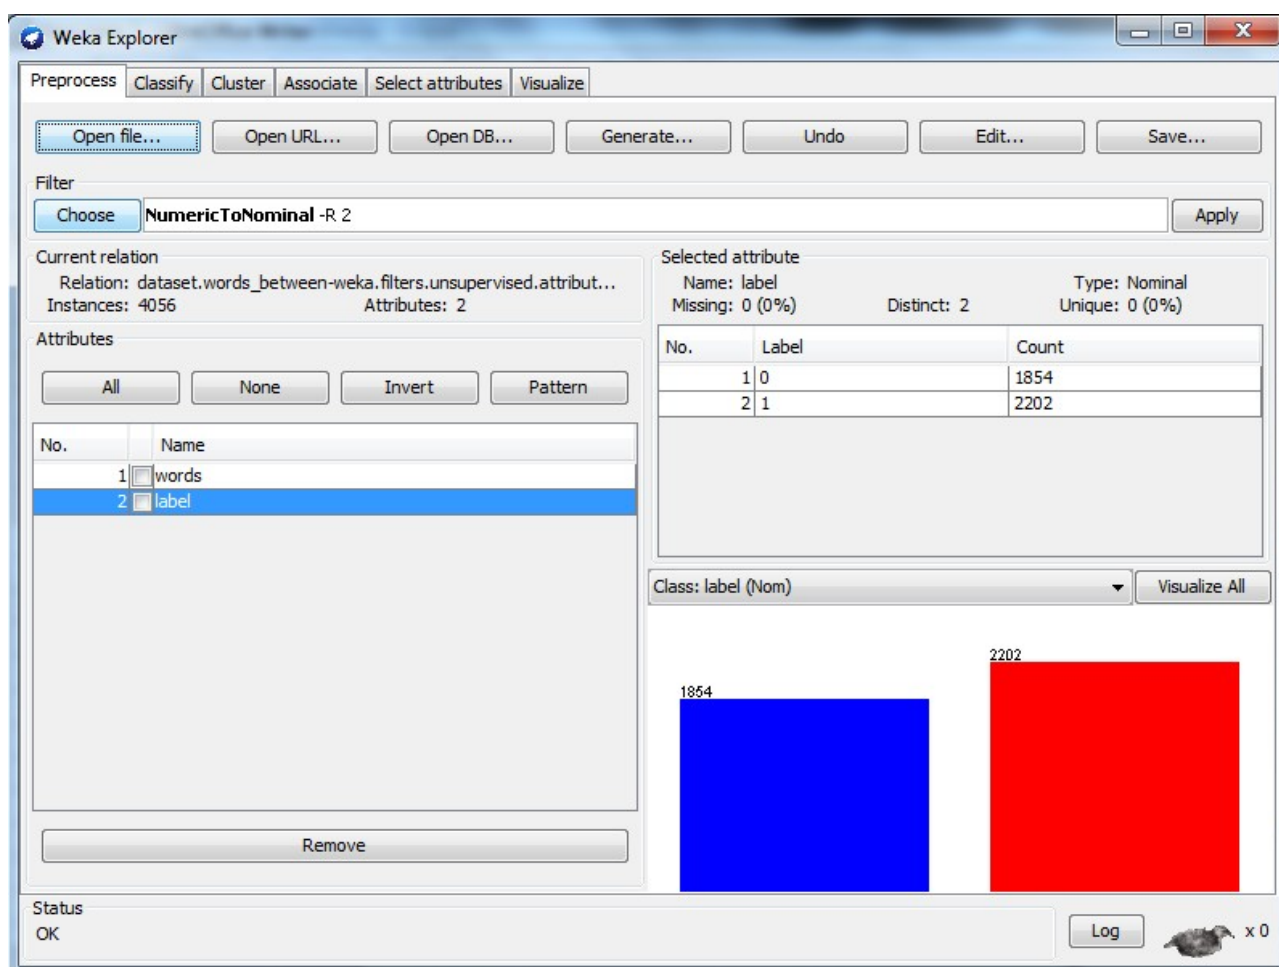 Weka Explorer
Preprocess Classify Cluster Associate Select attributes Visualize
Open file... Open URL... Open DB... Generate... Undo Edit... Save...
Filter
Choose NumericToNominal -R 2 Apply
Current relation
Relation: dataset.words_between-weka.filters.unsupervised.attribut...
Instances: 4056 Attributes: 2
Selected attribute
Name: label Type: Nominal
Missing: 0 (0%) Distinct: 2 Unique: 0 (0%)
Attributes
All None Invert Pattern
No. Name
1 words
2 label
Remove
No. Label Count
1 0 1854
2 1 2202
Class: label (Nom) Visualize All
1854
2202
Status
OK
Log x 0